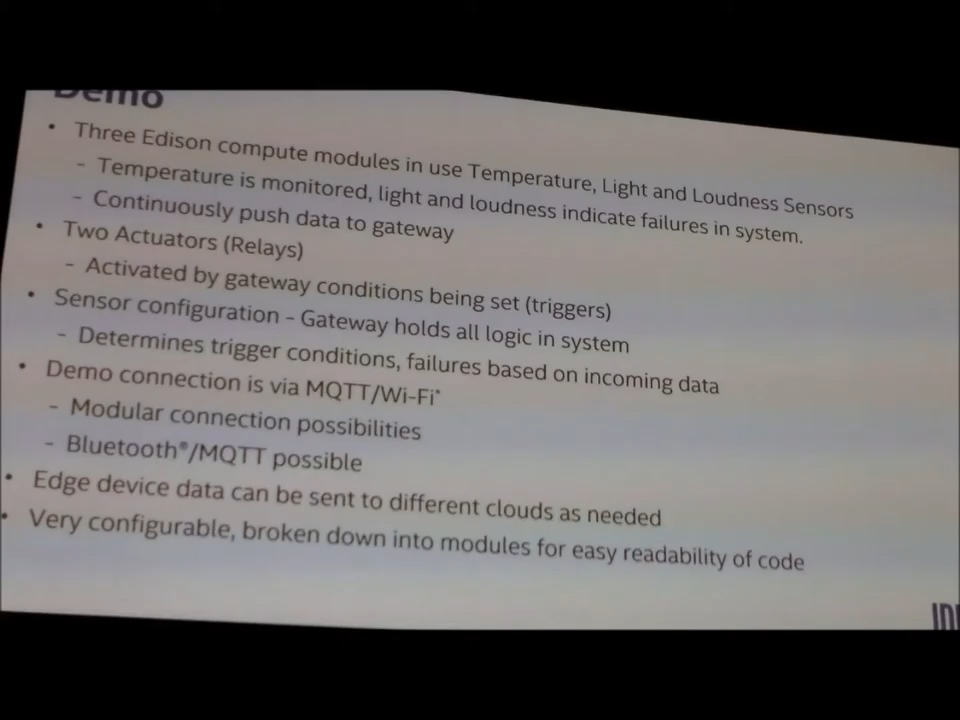 Demo
• Three Edison compute modules in use Temperature, Light and Loudness Sensors
– Temperature is monitored, light and loudness indicate failures in system.
– Continuously push data to gateway
• Two Actuators (Relays)
– Activated by gateway conditions being set (triggers)
• Sensor configuration – Gateway holds all logic in system
– Determines trigger conditions, failures based on incoming data
• Demo connection is via MQTT/Wi-Fi*
– Modular connection possibilities
– Bluetooth®/MQTT possible
• Edge device data can be sent to different clouds as needed
• Very configurable, broken down into modules for easy readability of code